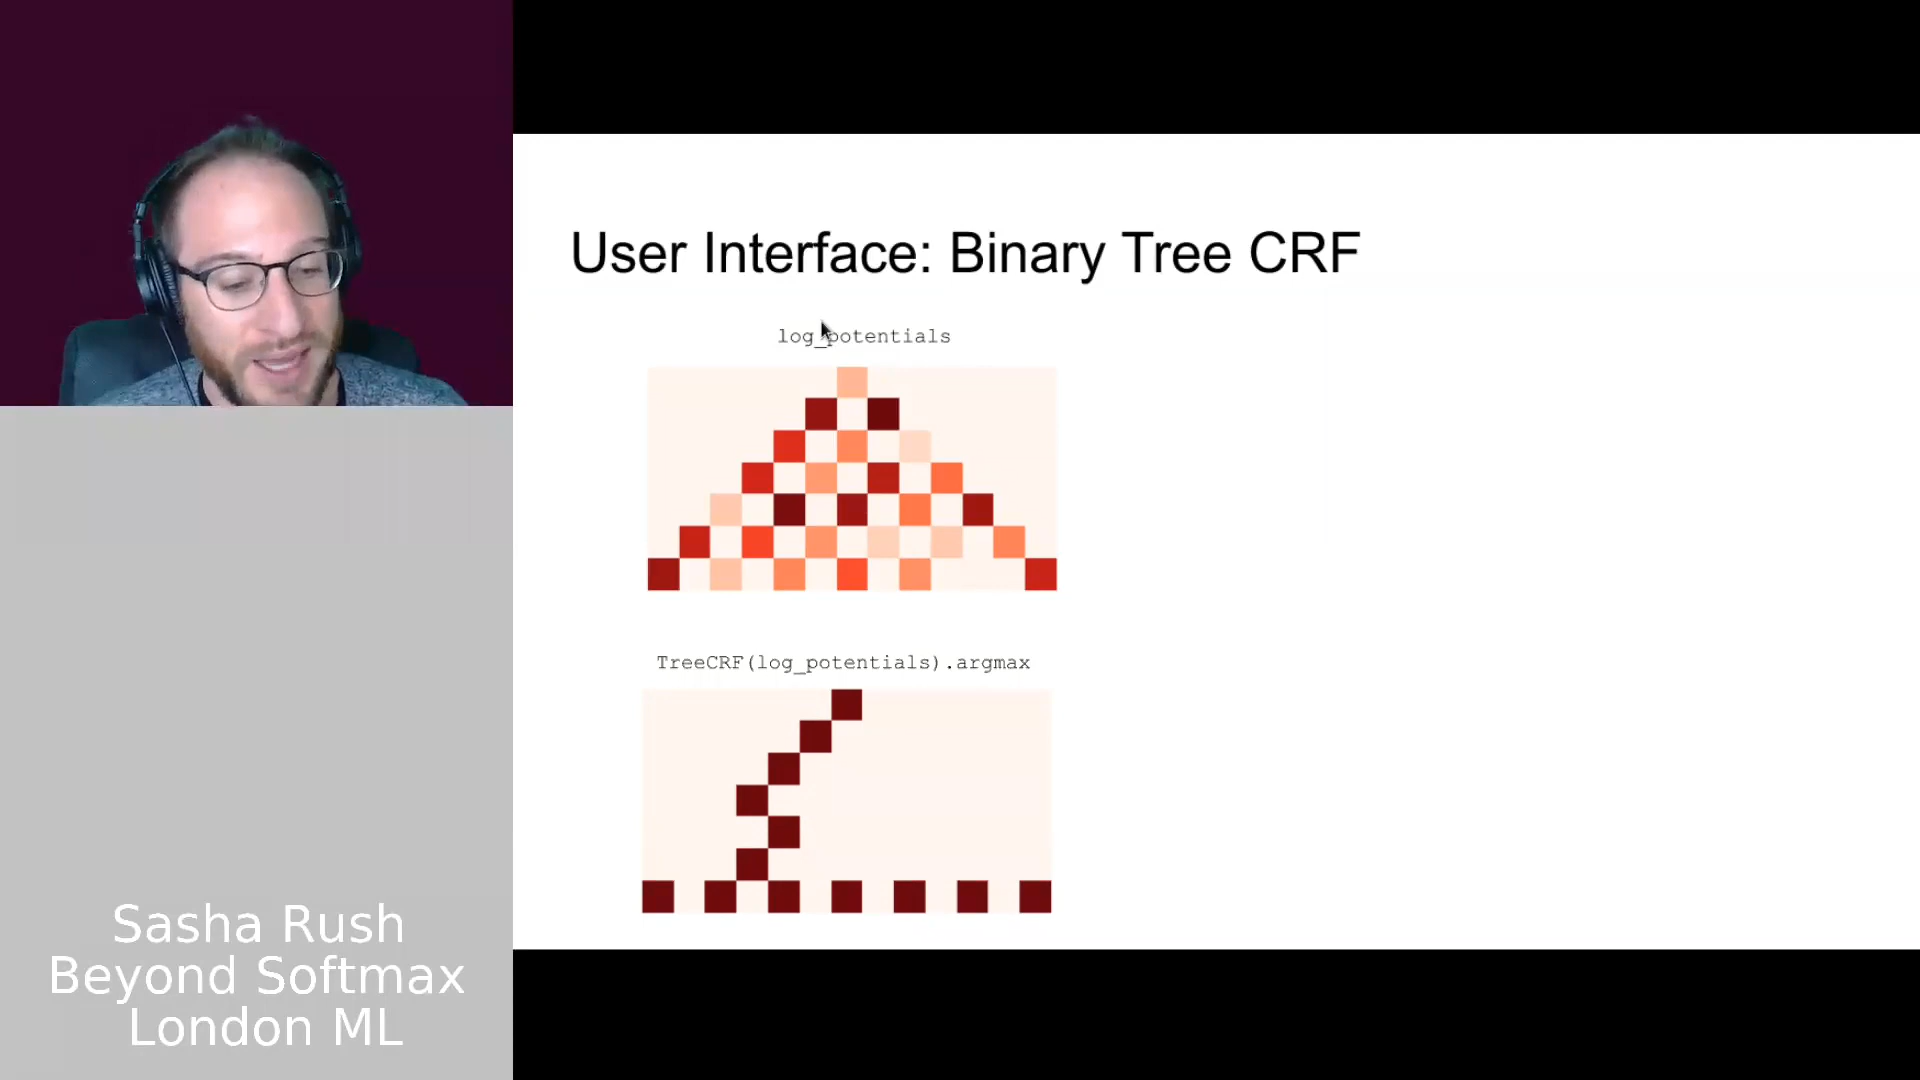 User Interface: Binary Tree CRF
log_potentials
TreeCRF(log_potentials).argmax
Sasha Rush
Beyond Softmax
London ML